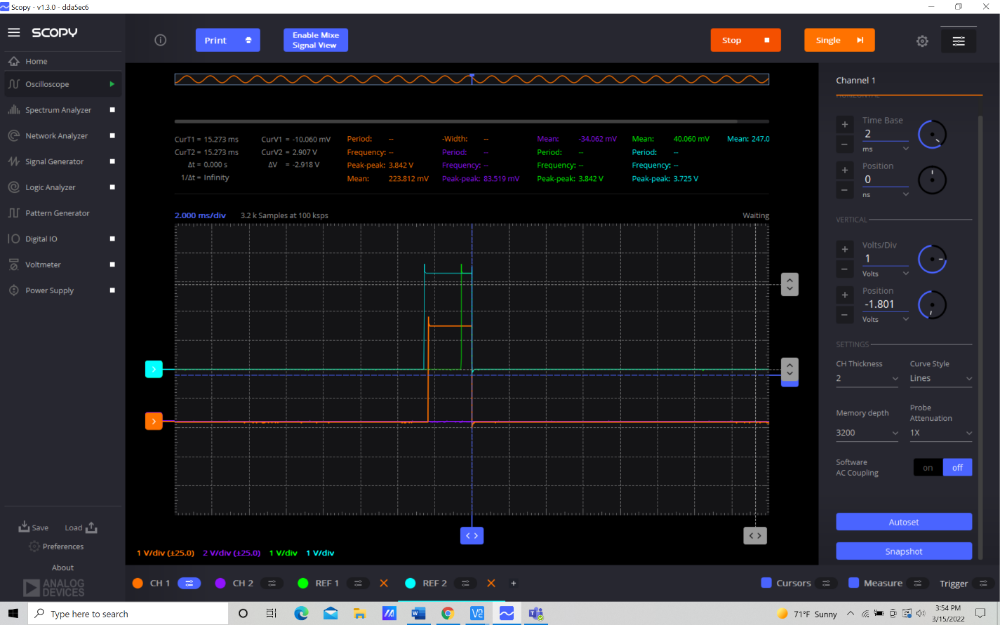 Scopy - v1.3.0 - dda5ec6
SCOPY
Print
Enable Mixe
Signal View
Stop
Single
Home
Oscilloscope
Spectrum Analyzer
Network Analyzer
Signal Generator
Logic Analyzer
Pattern Generator
Digital IO
Voltmeter
Power Supply
Save
Load
Preferences
About
ANALOG
DEVICES
CurT1 = 15.273 ms
CurT2 = 15.273 ms
Δt = 0.000 s
1/Δt = Infinity
CurV1 = -10.060 mV
CurV2 = 2.907 V
ΔV = -2.918 V
Period: --
Frequency: --
Peak-peak: 3.842 V
Mean: 223.812 mV
-Width: --
Period: --
Frequency: --
Peak-peak: 83.519 mV
Mean: -34.062 mV
Period: --
Frequency: --
Peak-peak: 3.842 V
Mean: 40.060 mV
Period: --
Frequency: --
Peak-peak: 3.725 V
Mean: 247.0
2.000 ms/div
3.2 k Samples at 100 ksps
Waiting
1 V/div (±25.0)
2 V/div (±25.0)
1 V/div
1 V/div
CH 1
CH 2
REF 1
REF 2
+
Cursors
Measure
Trigger
Channel 1
HORIZONTAL
Time Base
2
ms
Position
0
ns
VERTICAL
Volts/Div
1
Volts
Position
-1.801
Volts
SETTINGS
CH Thickness
2
Curve Style
Lines
Memory depth
3200
Probe
Attenuation
1X
Software
AC Coupling
on
off
Autoset
Snapshot
Type here to search
71°F Sunny
3:54 PM
3/15/2022